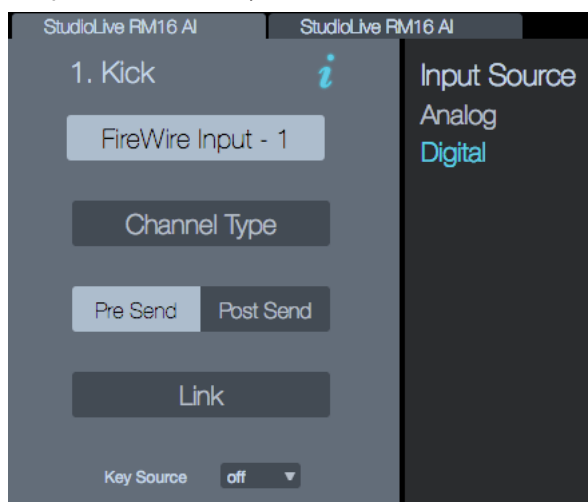 StudioLive RM16 AI
StudioLive RM16 AI
1. Kick
i
FireWire Input - 1
Channel Type
Pre Send
Post Send
Link
Key Source
off
Input Source
Analog
Digital